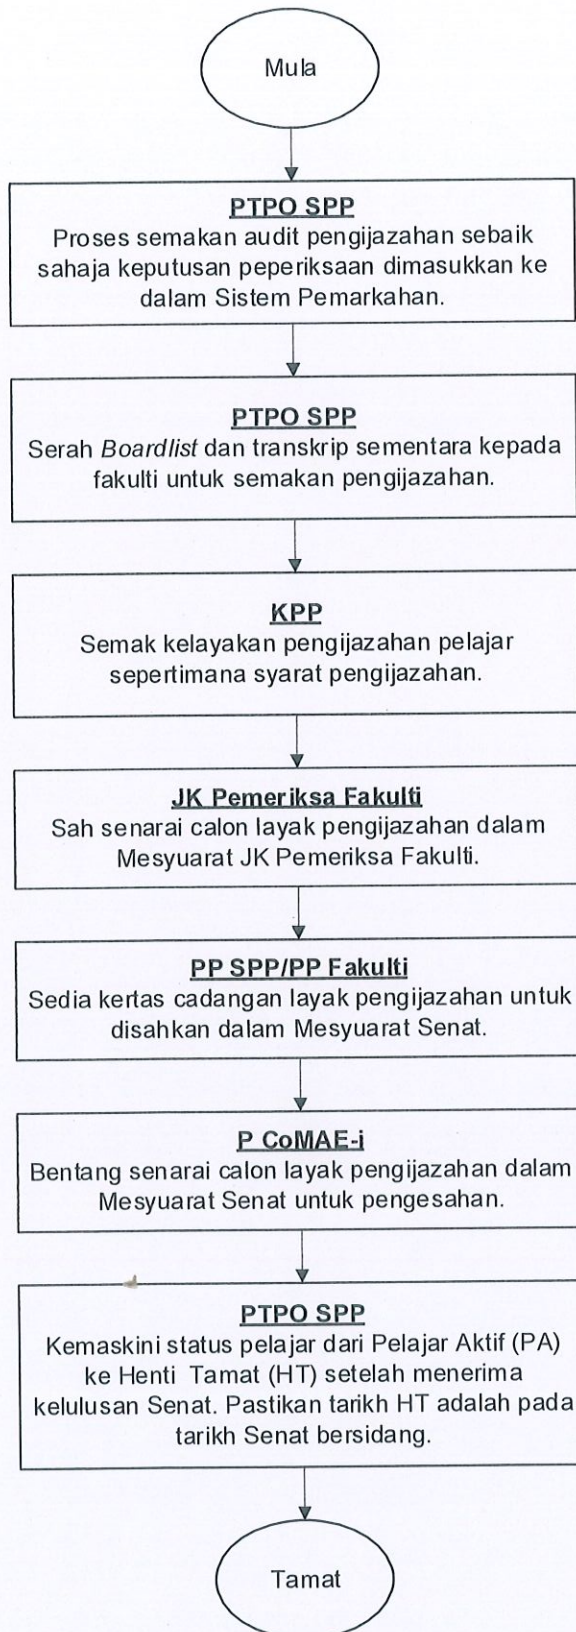 Mula
PTPO SPP
Proses semakan audit pengijazahan sebaik
sahaja keputusan peperiksaan dimasukkan ke
dalam Sistem Pemarkahan.
PTPO SPP
Serah Boardlist dan transkrip sementara kepada
fakulti untuk semakan pengijazahan.
KPP
Semak kelayakan pengijazahan pelajar
sepertimana syarat pengijazahan.
JK Pemeriksa Fakulti
Sah senarai calon layak pengijazahan dalam
Mesyuarat JK Pemeriksa Fakulti.
PP SPP/PP Fakulti
Sedia kertas cadangan layak pengijazahan untuk
disahkan dalam Mesyuarat Senat.
P CoMAE-i
Bentang senarai calon layak pengijazahan dalam
Mesyuarat Senat untuk pengesahan.
PTPO SPP
Kemaskini status pelajar dari Pelajar Aktif (PA)
ke Henti Tamat (HT) setelah menerima
kelulusan Senat. Pastikan tarikh HT adalah pada
tarikh Senat bersidang.
Tamat